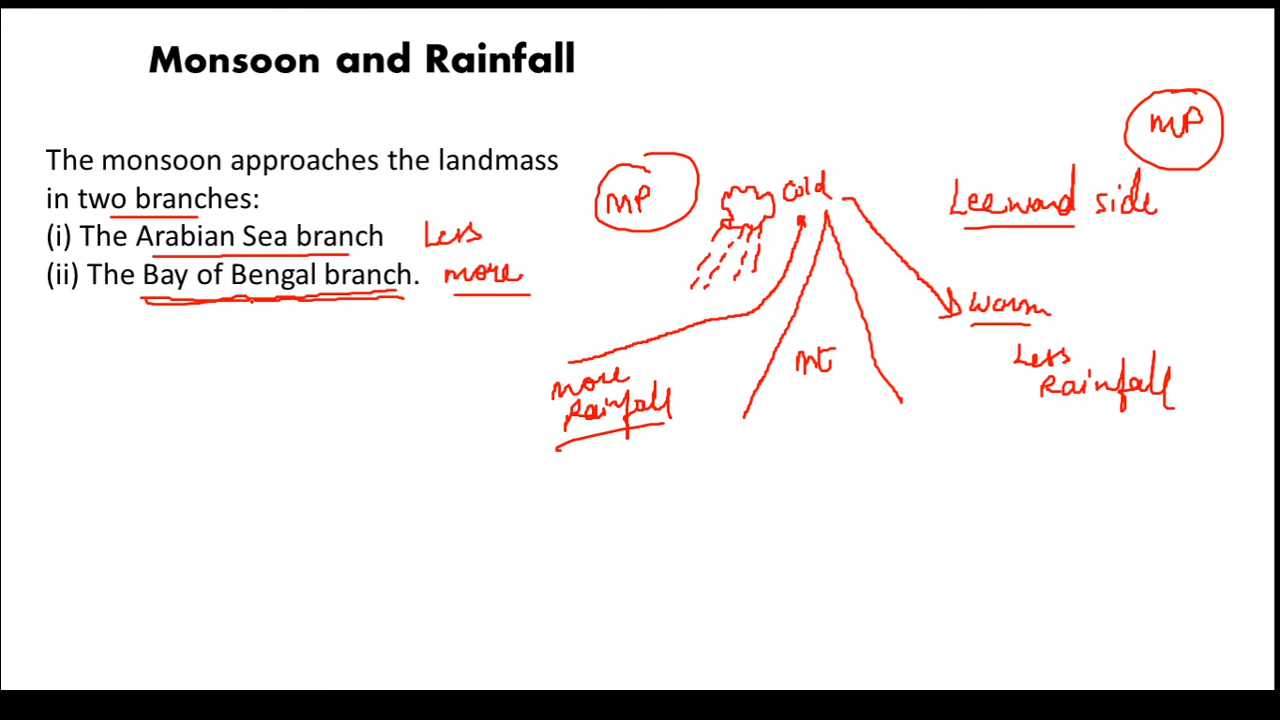 Monsoon and Rainfall
The monsoon approaches the landmass
in two branches:
(i) The Arabian Sea branch Less
(ii) The Bay of Bengal branch. more
MP
cold
more
Rainfall
Mt
MP
Leeward side
warm
Less
Rainfall